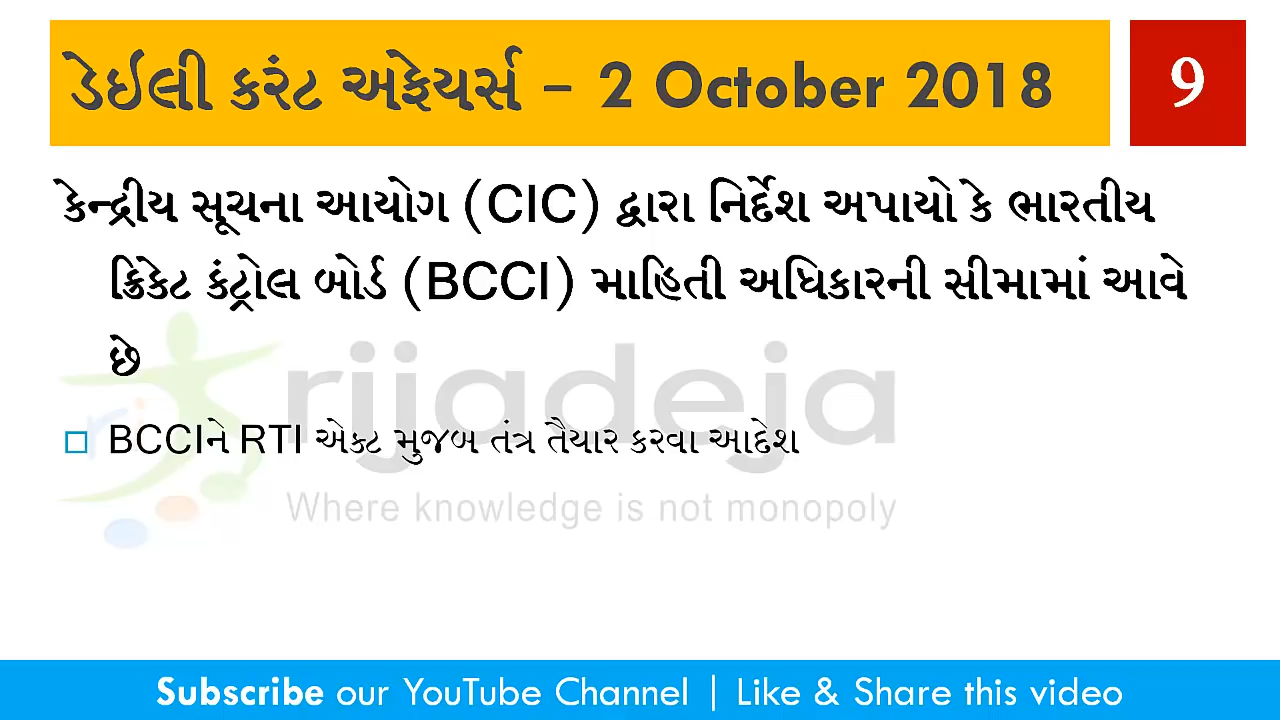 ડેઈલી કરંટ અફેયર્સ – 2 October 2018
9
કેન્દ્રીય સૂચના આયોગ (CIC) દ્વારા નિર્દેશ અપાયો કે ભારતીય
ક્રિકેટ કંટ્રોલ બોર્ડ (BCCI) માહિતી અધિકારની સીમામાં આવે
છે
BCCIને RTI એક્ટ મુજબ તંત્ર તૈયાર કરવા આદેશ
rijadeja
Where knowledge is not monopoly
Subscribe our YouTube Channel | Like & Share this video